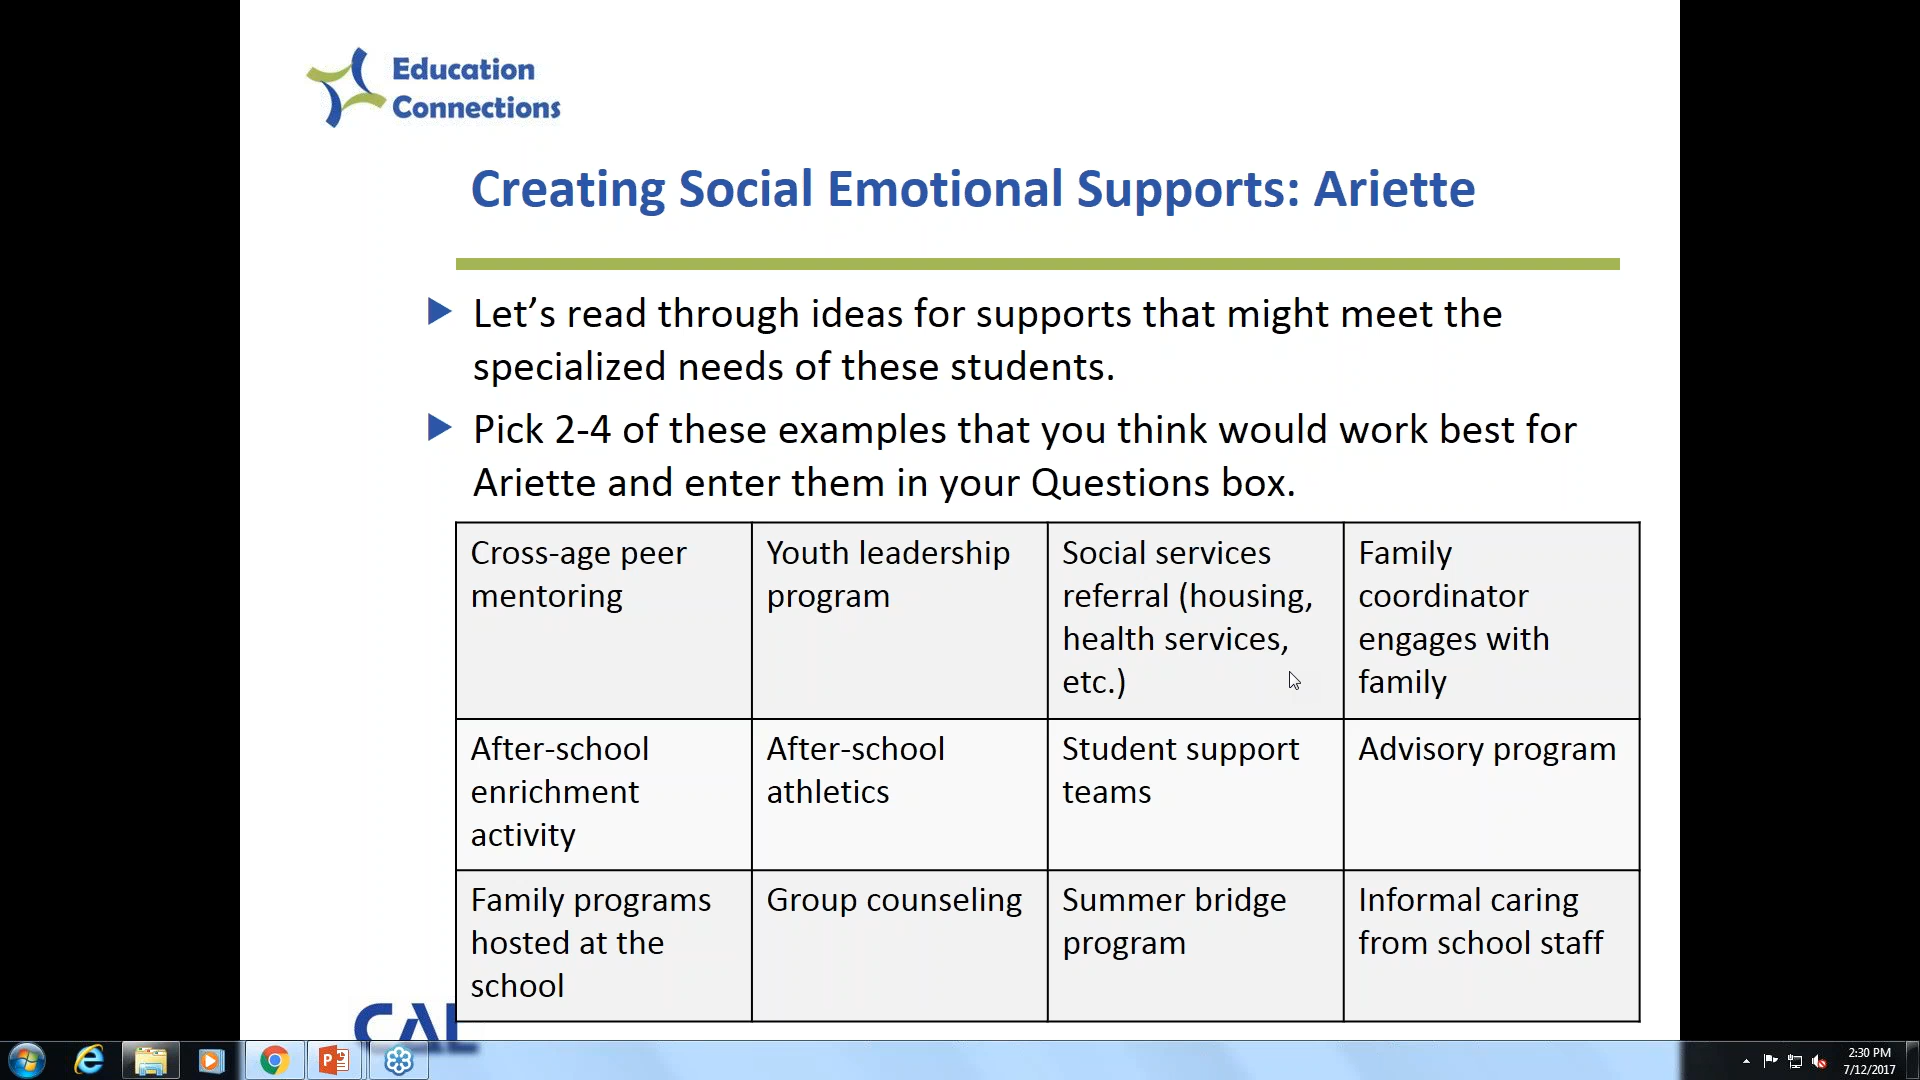 Education
Connections
Creating Social Emotional Supports: Ariette
Let’s read through ideas for supports that might meet the
specialized needs of these students.
Pick 2-4 of these examples that you think would work best for
Ariette and enter them in your Questions box.
Cross-age peer
mentoring
Youth leadership
program
Social services
referral (housing,
health services,
etc.)
Family
coordinator
engages with
family
After-school
enrichment
activity
After-school
athletics
Student support
teams
Advisory program
Family programs
hosted at the
school
Group counseling
Summer bridge
program
Informal caring
from school staff
CAL
2:30 PM
7/12/2017